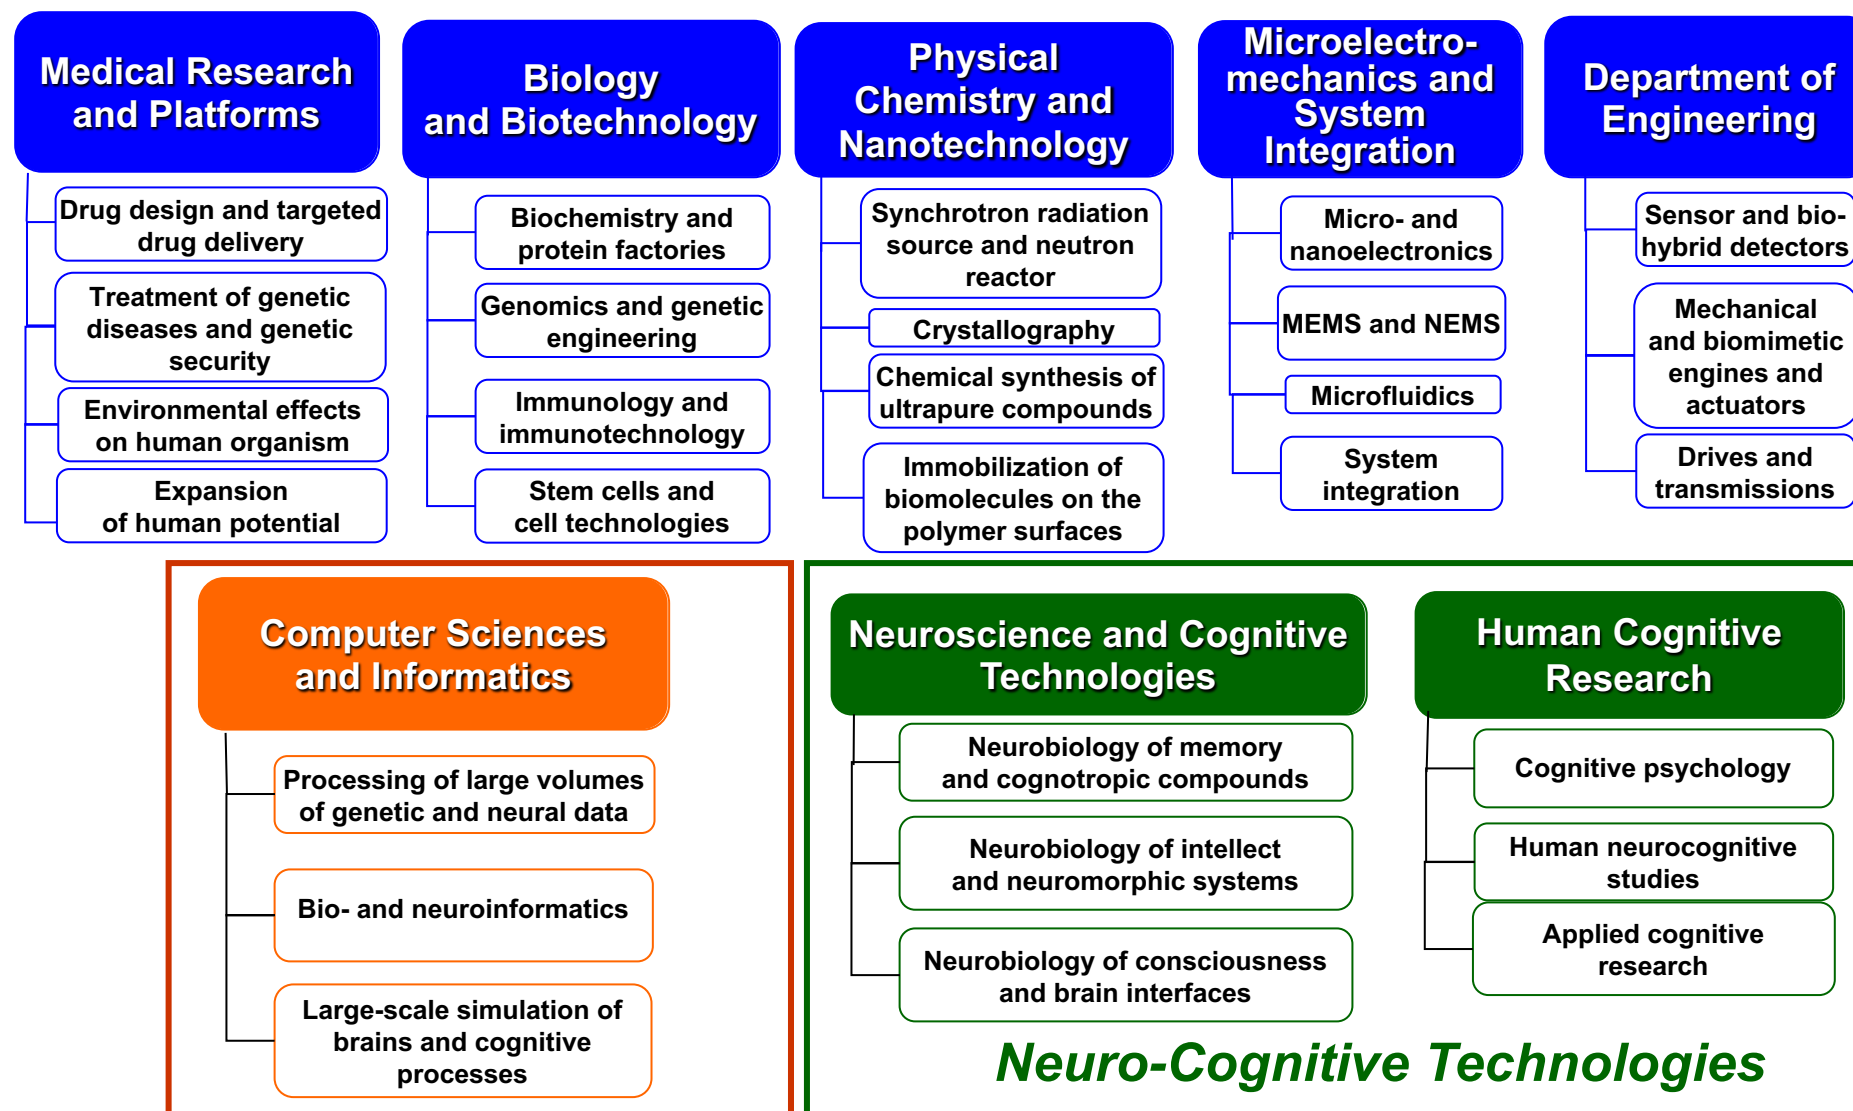 Medical Research
and Platforms
Drug design and targeted
drug delivery
Treatment of genetic
diseases and genetic
security
Environmental effects
on human organism
Expansion
of human potential
Biology
and Biotechnology
Biochemistry and
protein factories
Genomics and genetic
engineering
Immunology and
immunotechnology
Stem cells and
cell technologies
Physical
Chemistry and
Nanotechnology
Synchrotron radiation
source and neutron
reactor
Crystallography
Chemical synthesis of
ultrapure compounds
Immobilization of
biomolecules on the
polymer surfaces
Microelectro-
mechanics and
System
Integration
Micro- and
nanoelectronics
MEMS and NEMS
Microfluidics
System
integration
Department of
Engineering
Sensor and bio-
hybrid detectors
Mechanical
and biomimetic
engines and
actuators
Drives and
transmissions
Computer Sciences
and Informatics
Processing of large volumes
of genetic and neural data
Bio- and neuroinformatics
Large-scale simulation of
brains and cognitive
processes
Neuroscience and Cognitive
Technologies
Neurobiology of memory
and cognotropic compounds
Neurobiology of intellect
and neuromorphic systems
Neurobiology of consciousness
and brain interfaces
Human Cognitive
Research
Cognitive psychology
Human neurocognitive
studies
Applied cognitive
research
Neuro-Cognitive Technologies